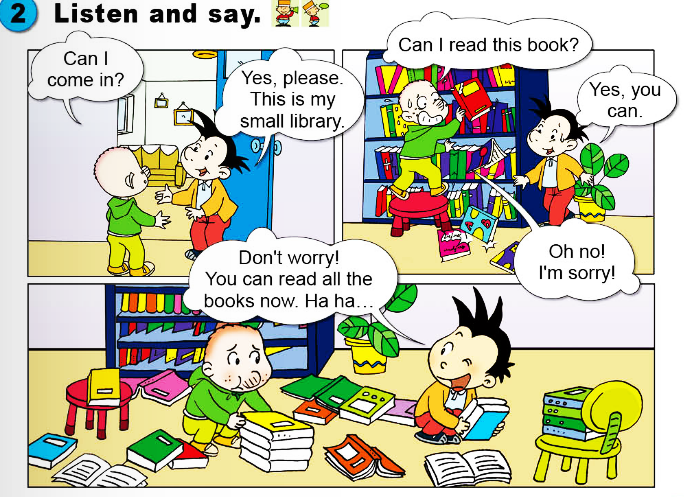 2 Listen and say.
Can I
come in?
Yes, please.
This is my
small library.
Can I read this book?
Yes, you
can.
Oh no!
I'm sorry!
Don't worry!
You can read all the
books now. Ha ha...